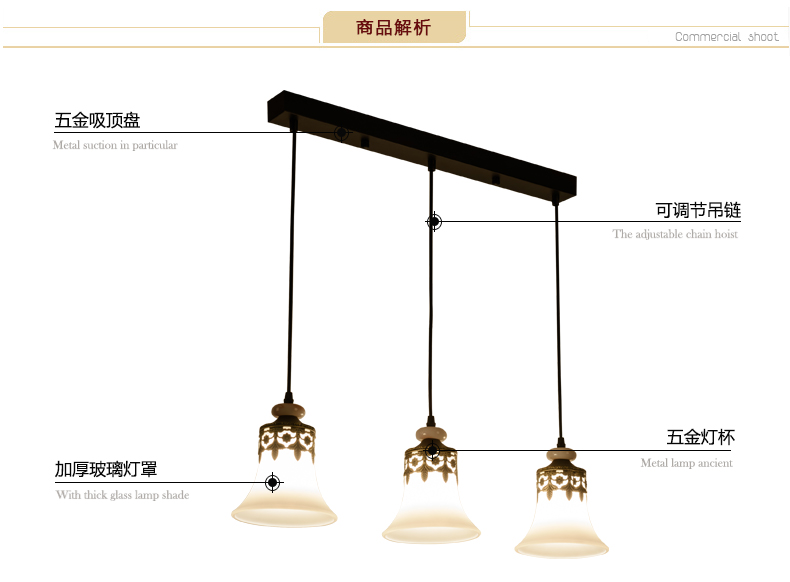 商品解析
Commercial shoot
五金吸顶盘
Metal suction in particular
可调节吊链
The adjustable chain hoist
五金灯杯
Metal lamp ancient
加厚玻璃灯罩
With thick glass lamp shade